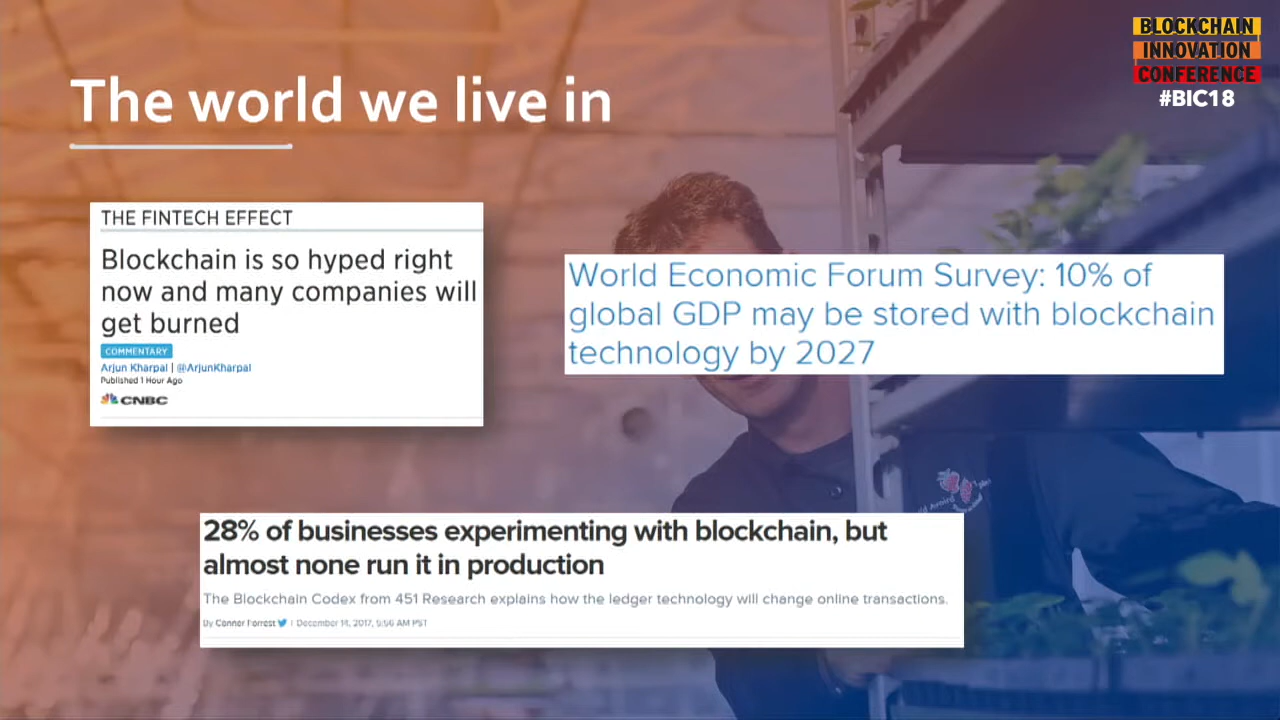 BLOCKCHAIN
INNOVATION
CONFERENCE
#BIC18
The world we live in
THE FINTECH EFFECT
Blockchain is so hyped right
now and many companies will
get burned
COMMENTARY
Arjun Kharpal | @ArjunKharpal
Published 1 Hour Ago
CNBC
World Economic Forum Survey: 10% of
global GDP may be stored with blockchain
technology by 2027
28% of businesses experimenting with blockchain, but
almost none run it in production
The Blockchain Codex from 451 Research explains how the ledger technology will change online transactions.
By Connor Forrest | December 14, 2017, 5:56 AM PST